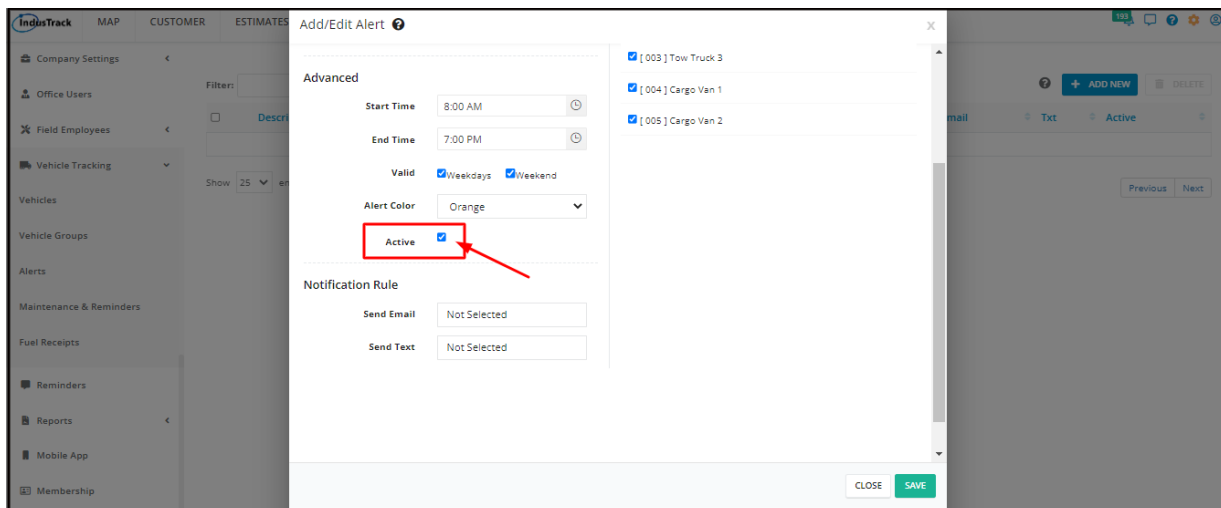 IndusTrack MAP CUSTOMER ESTIMATES
193
Company Settings
Office Users
Field Employees
Vehicle Tracking
Vehicles
Vehicle Groups
Alerts
Maintenance & Reminders
Fuel Receipts
Reminders
Reports
Mobile App
Membership
Filter:
+ ADD NEW DELETE
Descri mail Txt Active
Show 25 en
Previous Next
Add/Edit Alert ?
X
Advanced
Start Time 8:00 AM
End Time 7:00 PM
Valid Weekdays Weekend
Alert Color Orange
Active
Notification Rule
Send Email Not Selected
Send Text Not Selected
[ 003 ] Tow Truck 3
[ 004 ] Cargo Van 1
[ 005 ] Cargo Van 2
CLOSE SAVE